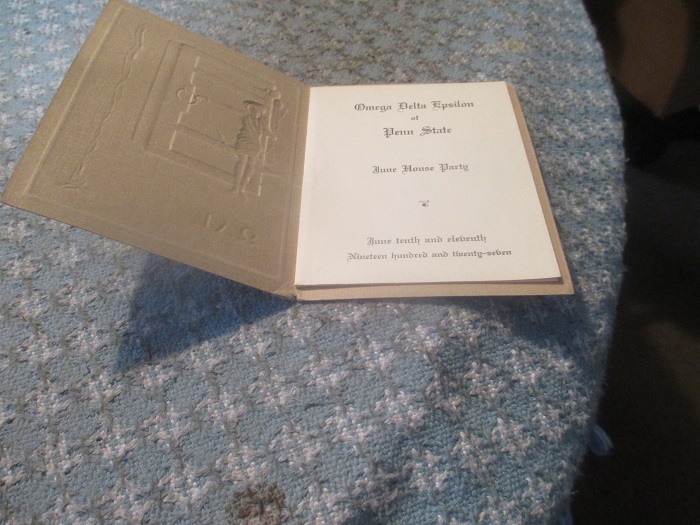 Omega Delta Epsilon
of
Penn State
June House Party
June tenth and eleventh
Nineteen hundred and twenty-seven